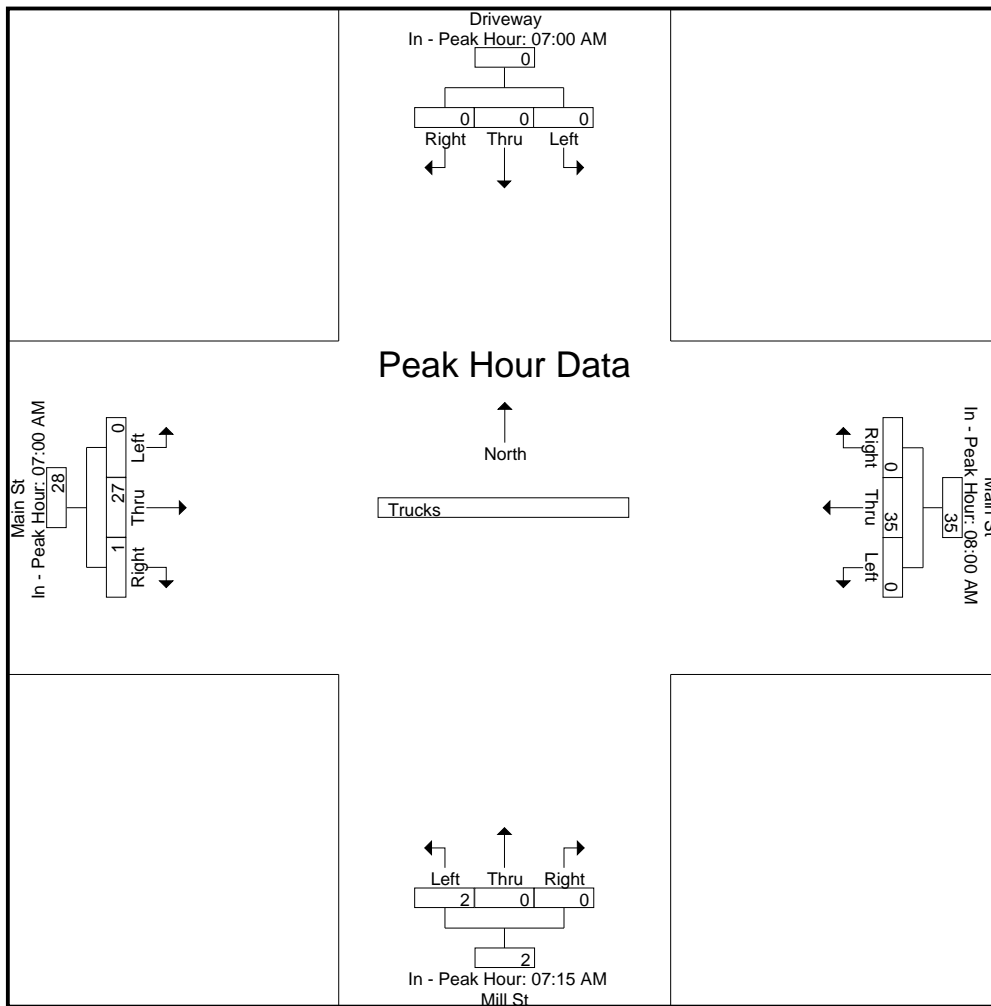 Driveway
In - Peak Hour: 07:00 AM
0
0 0 0
Right Thru Left
Peak Hour Data
North
Trucks
Main St
In - Peak Hour: 07:00 AM
28
0 27 1
Left Thru Right
Right Thru Left
0 35 0
35
In - Peak Hour: 08:00 AM
Main St
Left Thru Right
2 0 0
2
In - Peak Hour: 07:15 AM
Mill St